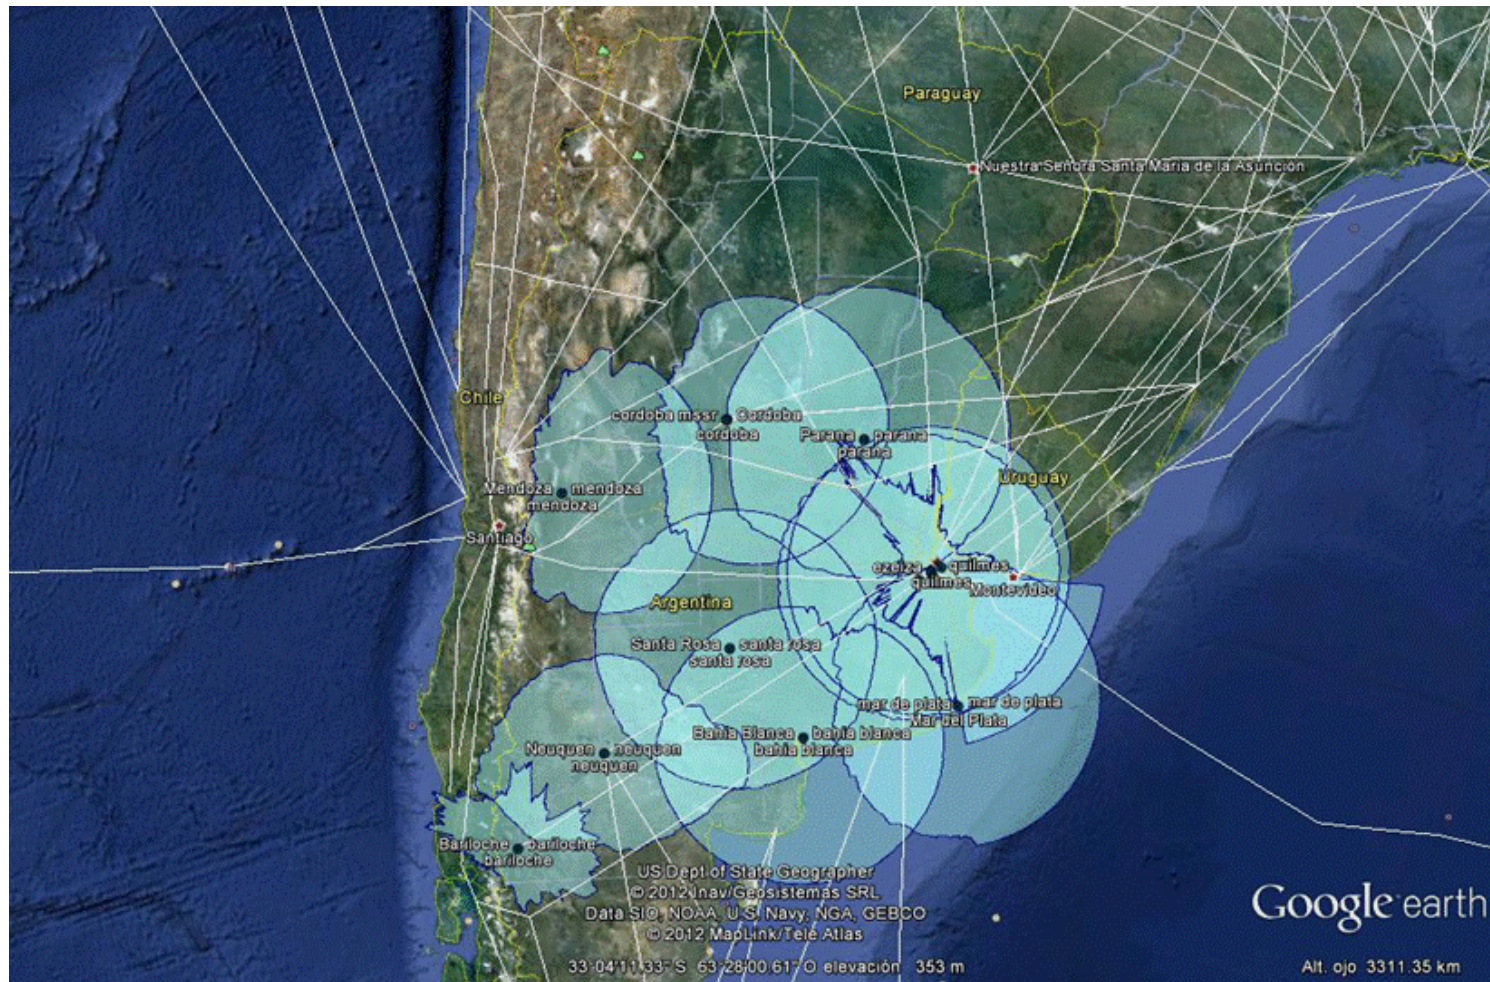 Paraguay
Nuestra Señora Santa Maria de la Asunción
Chile
cordoba mssr Cordoba
cordoba
Parana parana
parana
Uruguay
Mendoza mendoza
mendoza
Santiago
ezeiza quilmes
quilmes
Montevideo
Argentina
Santa Rosa santa rosa
santa rosa
mar de plata mar de plata
Mar del Plata
Bahia Blanca bahia blanca
bahia blanca
Neuquen neuquen
neuquen
Bariloche bariloche
bariloche
US Dept of State Geographer
© 2012 Inav/Geosistemas SRL
Data SIO, NOAA, U.S. Navy, NGA, GEBCO
© 2012 MapLink/Tele Atlas
Google earth
33°04'11.33" S 63°28'00.61" O elevación 353 m
Alt. ojo 3311.35 km